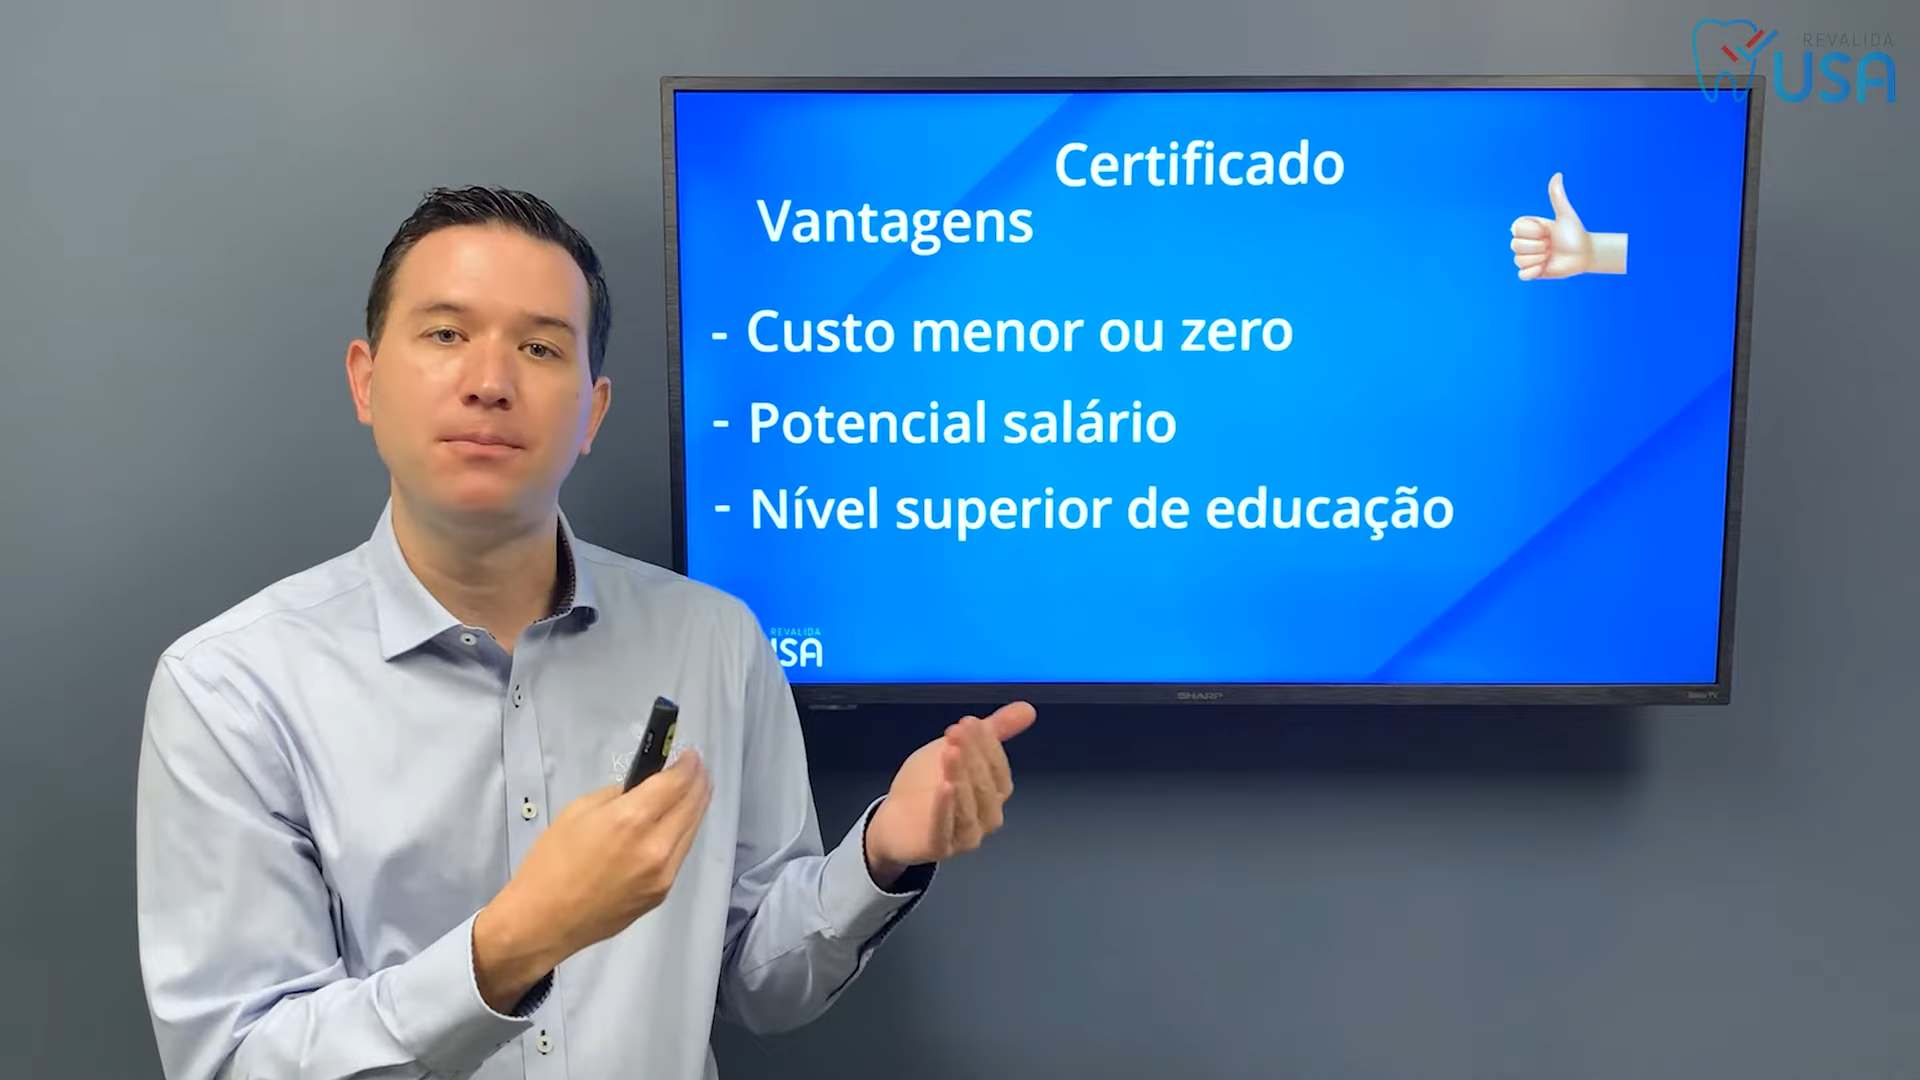 REVALIDA
USA
Certificado
Vantagens
- Custo menor ou zero
- Potencial salário
- Nível superior de educação
REVALIDA
USA
SHARP